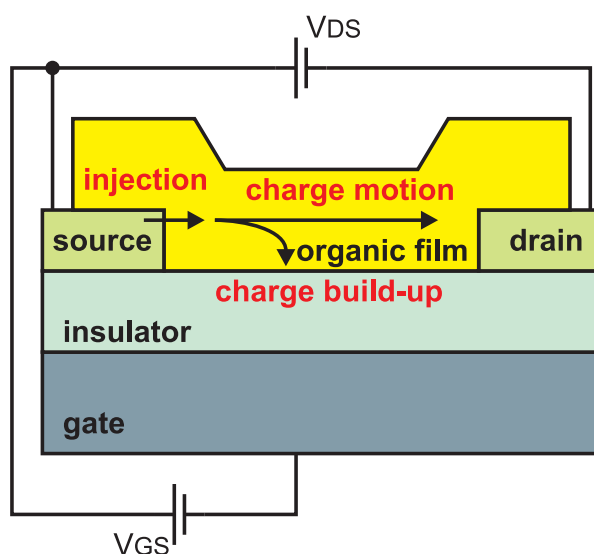 VDS
injection
charge motion
source
organic film
drain
charge build-up
insulator
gate
VGS